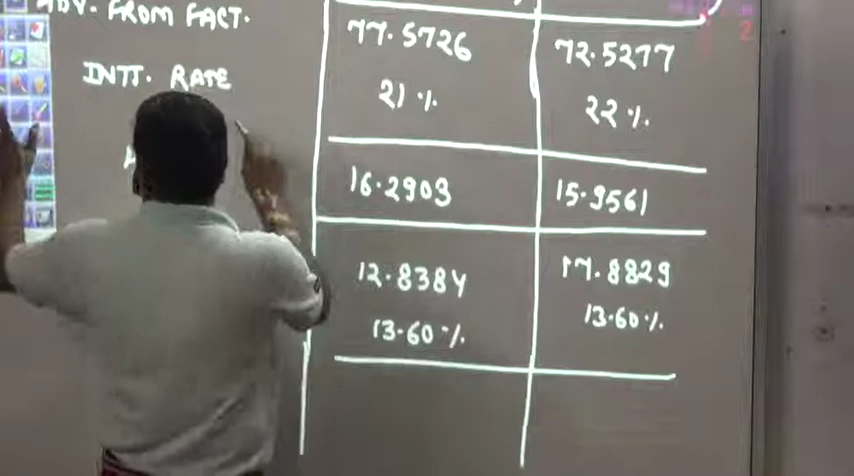 ADV. FROM FACT.
77.5726 72.5277
INTT. RATE
21 % 22 %.
16.2903 15.9561
12.8384 17.8829
13.60 %. 13.60 %.
2